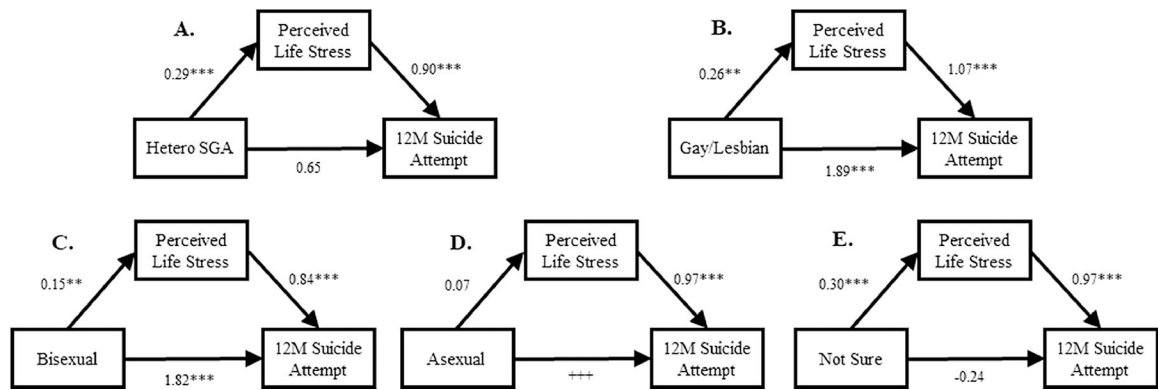 A.
Perceived
Life Stress
0.29***
0.90***
Hetero SGA
0.65
12M Suicide
Attempt
B.
Perceived
Life Stress
0.26**
1.07***
Gay/Lesbian
1.89***
12M Suicide
Attempt
C.
Perceived
Life Stress
0.15**
0.84***
Bisexual
1.82***
12M Suicide
Attempt
D.
Perceived
Life Stress
0.07
0.97***
Asexual
+++
12M Suicide
Attempt
E.
Perceived
Life Stress
0.30***
0.97***
Not Sure
-0.24
12M Suicide
Attempt